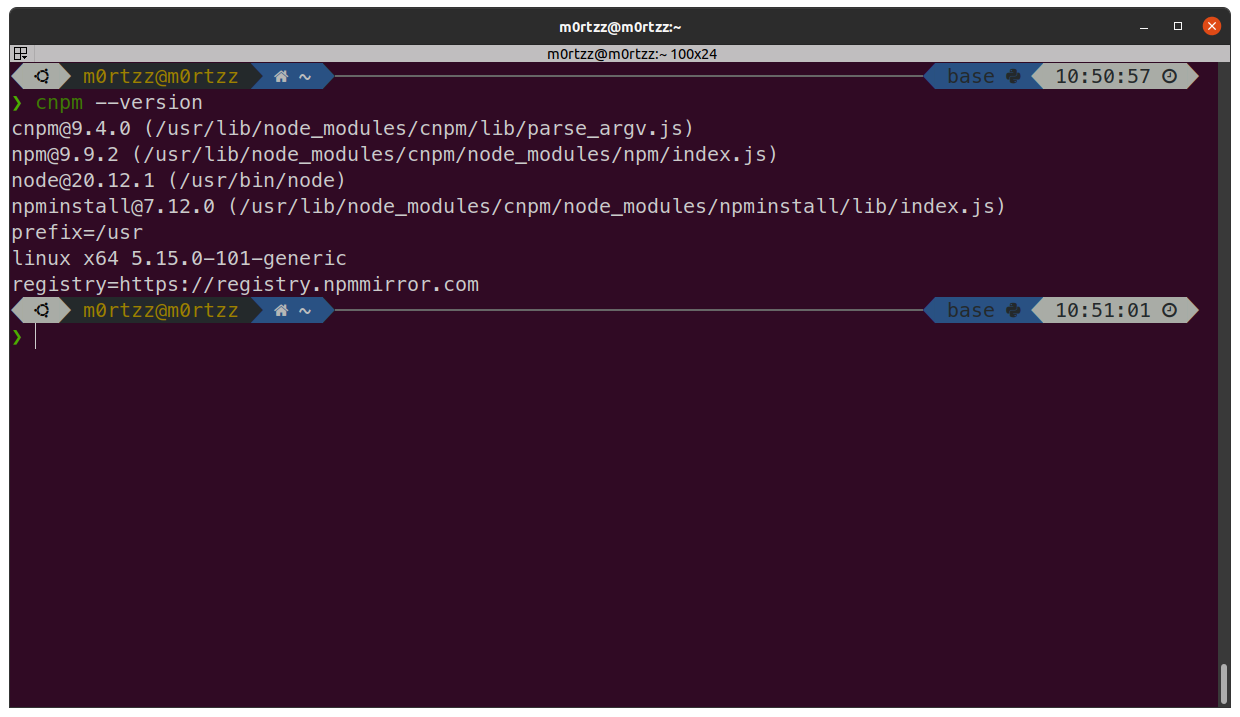 m0rtzz@m0rtzz:~
m0rtzz@m0rtzz:~ 100x24
m0rtzz@m0rtzz ~ base 10:50:57
❯ cnpm --version
cnpm@9.4.0 (/usr/lib/node_modules/cnpm/lib/parse_argv.js)
npm@9.9.2 (/usr/lib/node_modules/cnpm/node_modules/npm/index.js)
node@20.12.1 (/usr/bin/node)
npminstall@7.12.0 (/usr/lib/node_modules/cnpm/node_modules/npminstall/lib/index.js)
prefix=/usr
linux x64 5.15.0-101-generic
registry=https://registry.npmmirror.com
m0rtzz@m0rtzz ~ base 10:51:01
❯